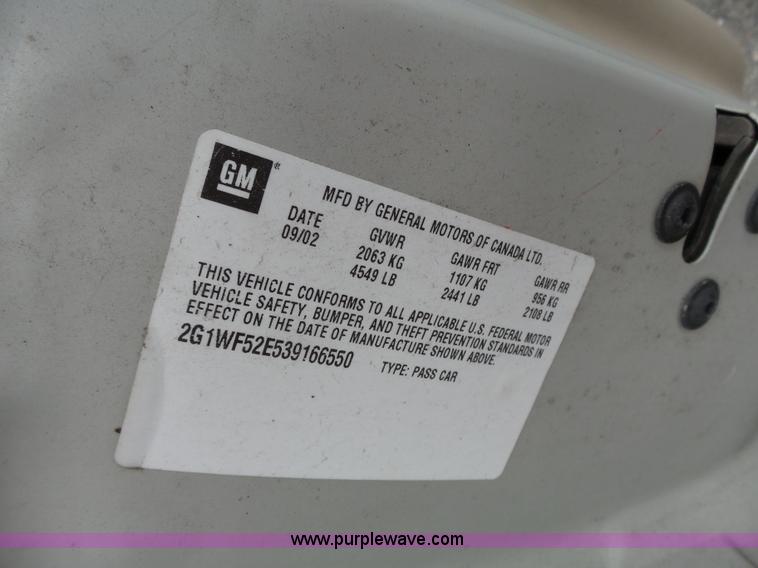 GM
MFD BY GENERAL MOTORS OF CANADA LTD.
DATE GVWR GAWR FRT GAWR RR
09/02 2063 KG 1107 KG 956 KG
4549 LB 2441 LB 2108 LB
THIS VEHICLE CONFORMS TO ALL APPLICABLE U.S. FEDERAL MOTOR
VEHICLE SAFETY, BUMPER, AND THEFT PREVENTION STANDARDS IN
EFFECT ON THE DATE OF MANUFACTURE SHOWN ABOVE.
2G1WF52E539166550 TYPE: PASS CAR
www.purplewave.com